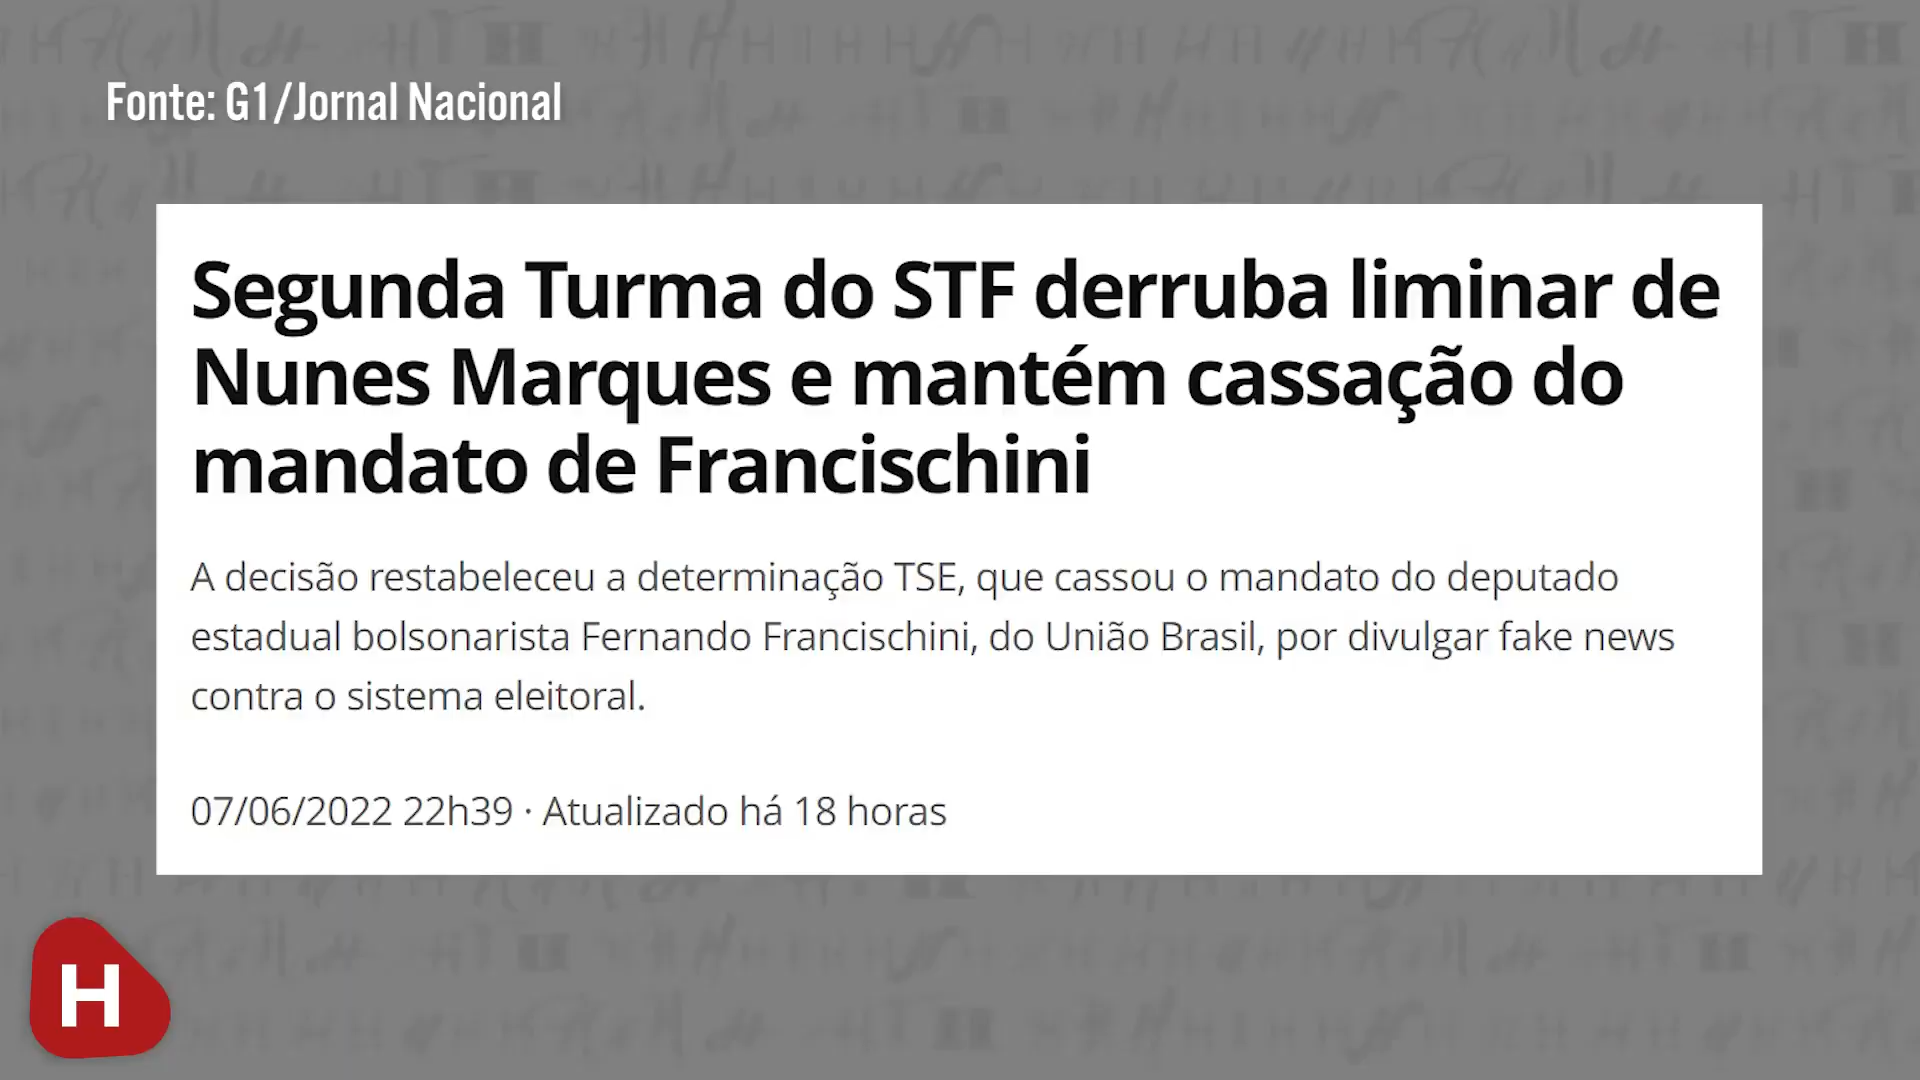 Fonte: G1/Jornal Nacional
Segunda Turma do STF derruba liminar de
Nunes Marques e mantém cassação do
mandato de Francischini
A decisão restabeleceu a determinação TSE, que cassou o mandato do deputado
estadual bolsonarista Fernando Francischini, do União Brasil, por divulgar fake news
contra o sistema eleitoral.
07/06/2022 22h39 · Atualizado há 18 horas
H